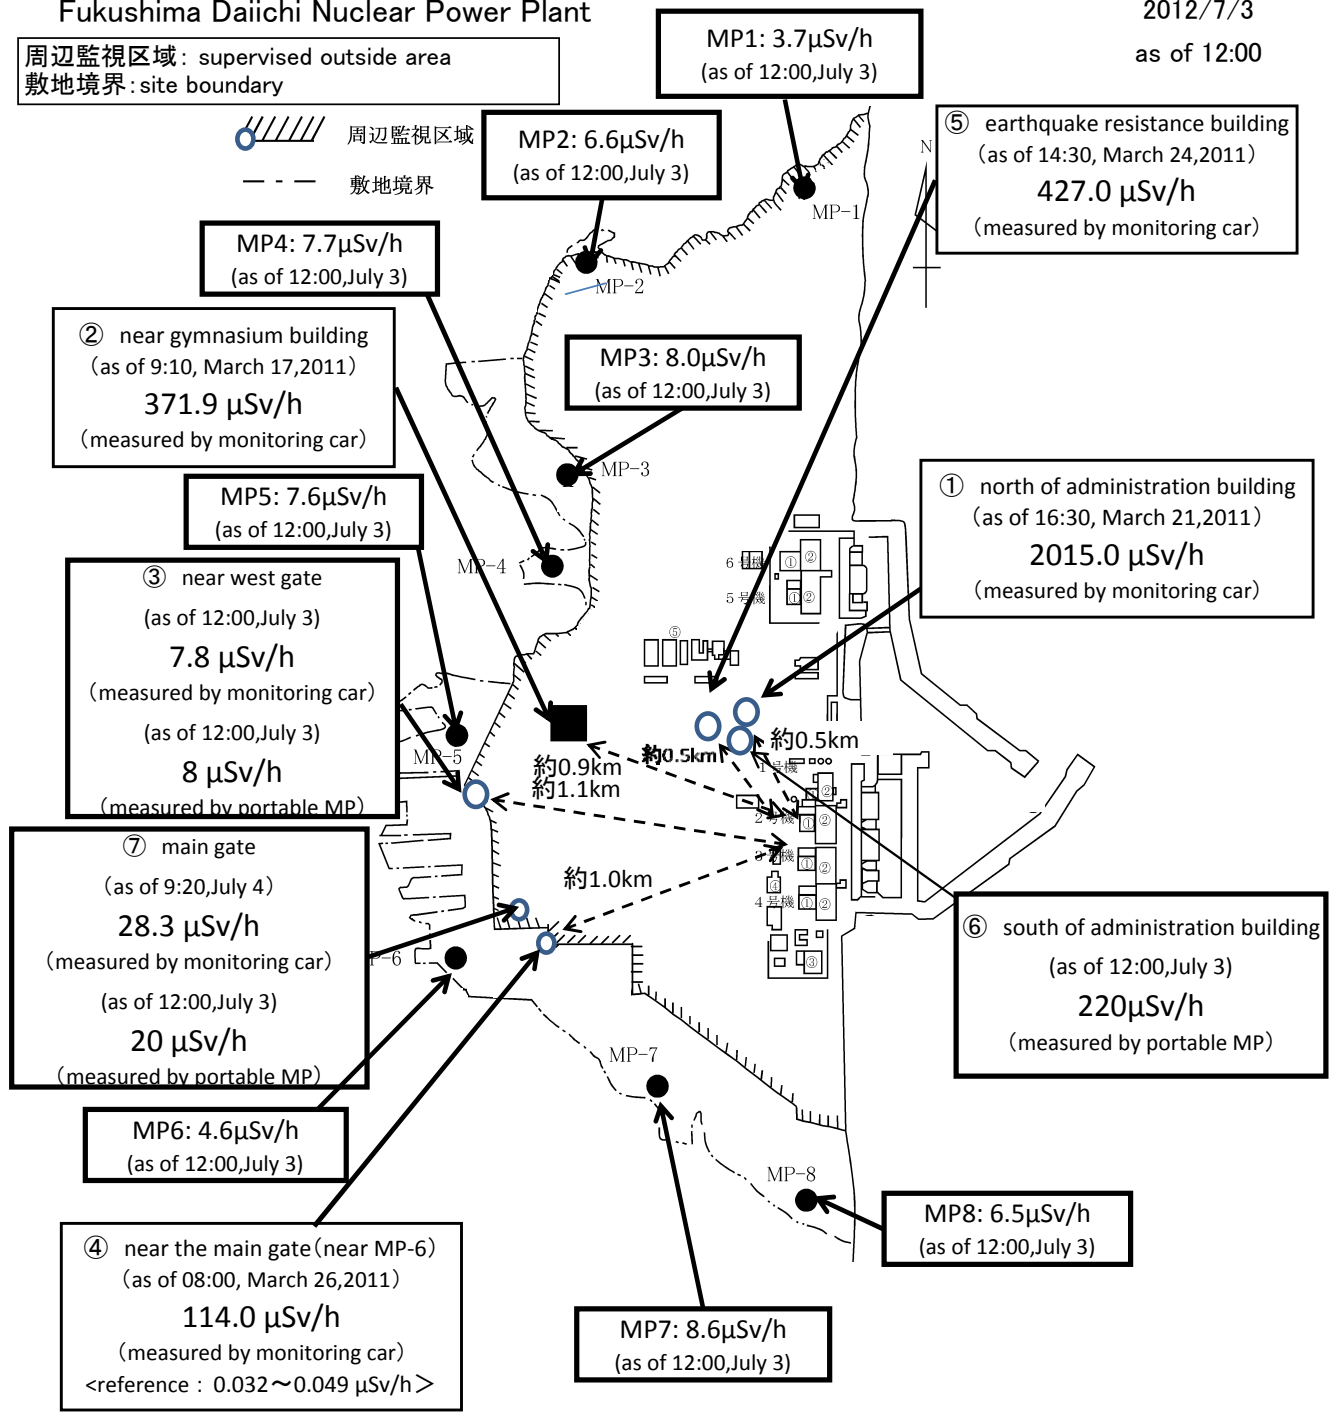 Fukushima Daiichi Nuclear Power Plant
2012/7/3
as of 12:00
周辺監視区域: supervised outside area
敷地境界:site boundary
周辺監視区域
敷地境界
MP1: 3.7μSv/h
(as of 12:00,July 3)
MP2: 6.6μSv/h
(as of 12:00,July 3)
⑤ earthquake resistance building
(as of 14:30, March 24,2011)
427.0 μSv/h
(measured by monitoring car)
N
MP-1
MP4: 7.7μSv/h
(as of 12:00,July 3)
MP-2
② near gymnasium building
(as of 9:10, March 17,2011)
371.9 μSv/h
(measured by monitoring car)
MP3: 8.0μSv/h
(as of 12:00,July 3)
MP-3
MP5: 7.6μSv/h
(as of 12:00,July 3)
① north of administration building
(as of 16:30, March 21,2011)
2015.0 μSv/h
(measured by monitoring car)
MP-4
6号機
① ②
5号機
① ②
③ near west gate
(as of 12:00,July 3)
7.8 μSv/h
(measured by monitoring car)
(as of 12:00,July 3)
8 μSv/h
(measured by portable MP)
⑤
MP-5
約0.9km
約1.1km
約0.5km
約0.5km
1号機
②
2号機
① ②
3号機
① ②
④
4号機
① ②
③
約1.0km
⑦ main gate
(as of 9:20,July 4)
28.3 μSv/h
(measured by monitoring car)
(as of 12:00,July 3)
20 μSv/h
(measured by portable MP)
P-6
⑥ south of administration building
(as of 12:00,July 3)
220μSv/h
(measured by portable MP)
MP-7
MP6: 4.6μSv/h
(as of 12:00,July 3)
MP-8
MP8: 6.5μSv/h
(as of 12:00,July 3)
④ near the main gate(near MP-6)
(as of 08:00, March 26,2011)
114.0 μSv/h
(measured by monitoring car)
<reference : 0.032～0.049 μSv/h>
MP7: 8.6μSv/h
(as of 12:00,July 3)